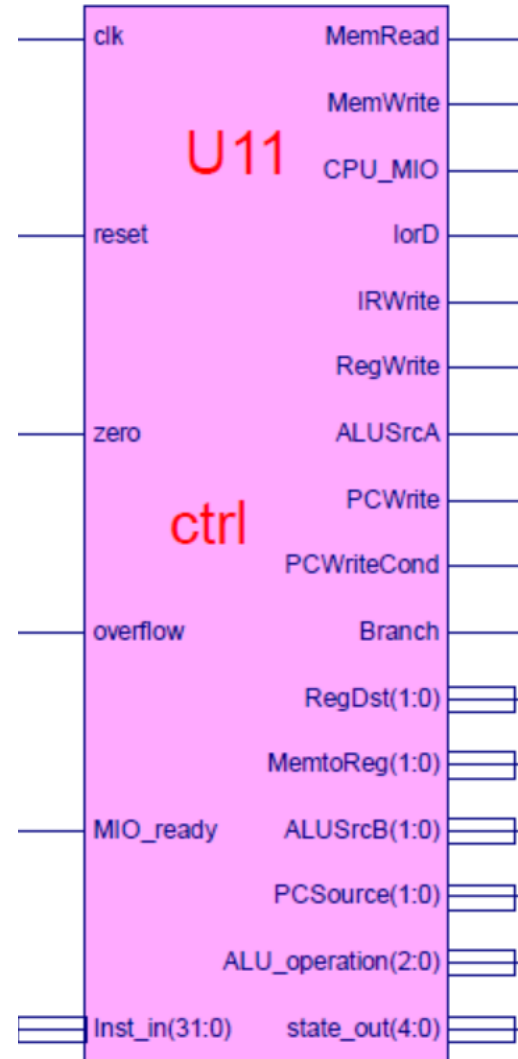 clk MemRead
MemWrite
U11
CPU_MIO
reset IorD
IRWrite
RegWrite
zero ALUSrcA
PCWrite
ctrl
PCWriteCond
overflow Branch
RegDst(1:0)
MemtoReg(1:0)
MIO_ready ALUSrcB(1:0)
PCSource(1:0)
ALU_operation(2:0)
Inst_in(31:0) state_out(4:0)